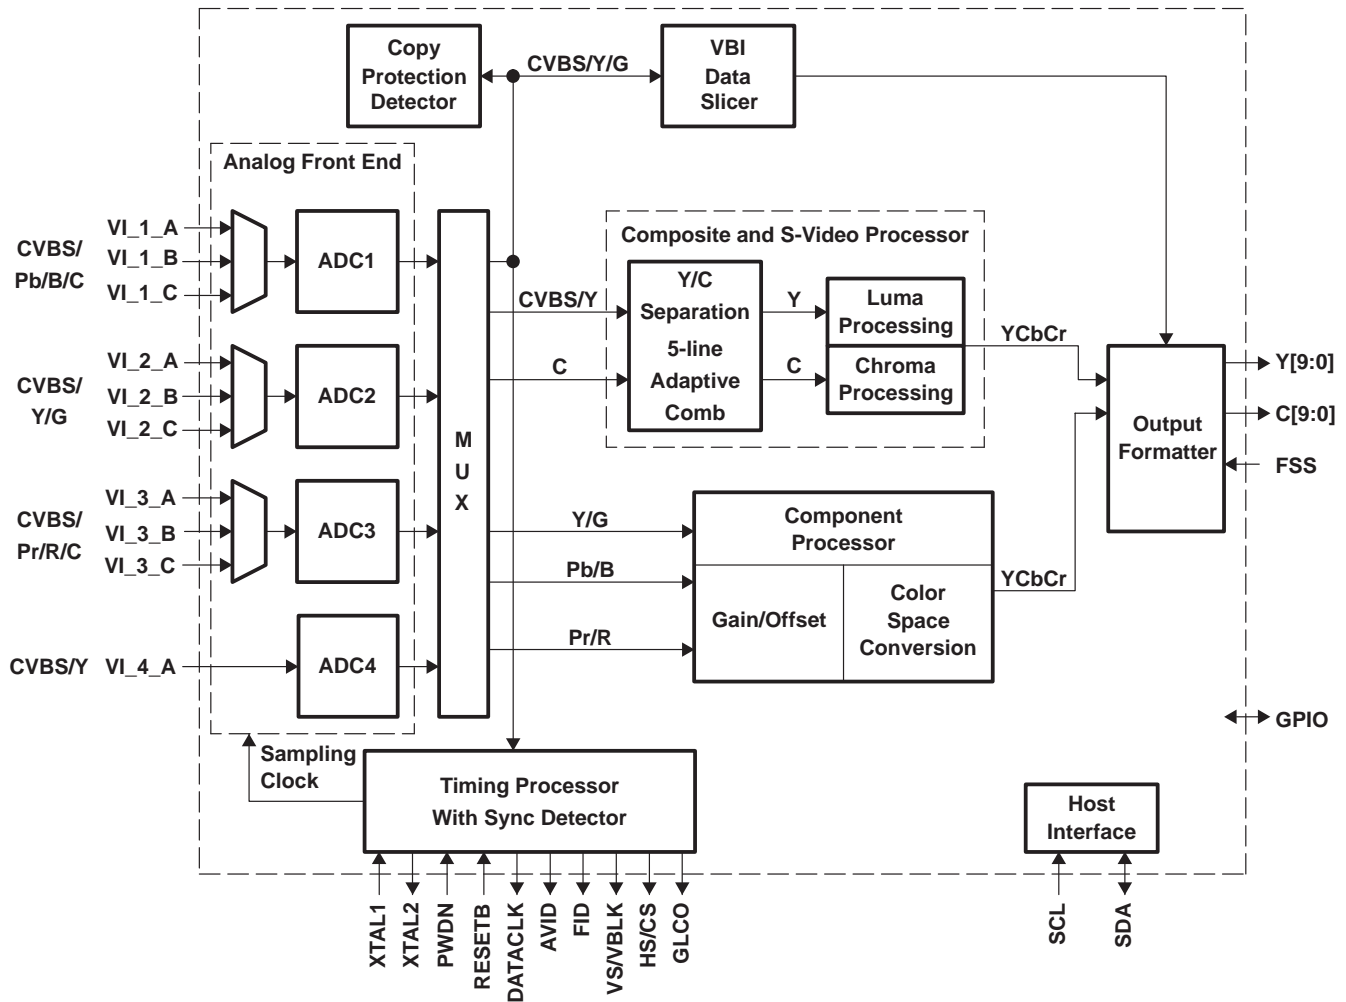 Copy
Protection
Detector
CVBS/Y/G
VBI
Data
Slicer
Analog Front End
CVBS/
Pb/B/C
VI_1_A
VI_1_B
VI_1_C
ADC1
CVBS/
Y/G
VI_2_A
VI_2_B
VI_2_C
ADC2
CVBS/
Pr/R/C
VI_3_A
VI_3_B
VI_3_C
ADC3
CVBS/Y
VI_4_A
ADC4
M
U
X
Composite and S-Video Processor
CVBS/Y
C
Y/C
Separation
5-line
Adaptive
Comb
Y
C
Luma
Processing
Chroma
Processing
YCbCr
Y/G
Pb/B
Pr/R
Component
Processor
Gain/Offset
Color
Space
Conversion
YCbCr
Output
Formatter
Y[9:0]
C[9:0]
FSS
GPIO
Sampling
Clock
Timing Processor
With Sync Detector
Host
Interface
XTAL1
XTAL2
PWDN
RESETB
DATACLK
AVID
FID
VS/VBLK
HS/CS
GLCO
SCL
SDA